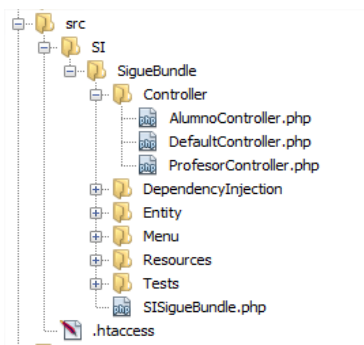 src
SI
SigueBundle
Controller
AlumnoController.php
DefaultController.php
ProfesorController.php
DependencyInjection
Entity
Menu
Resources
Tests
SISigueBundle.php
.htaccess